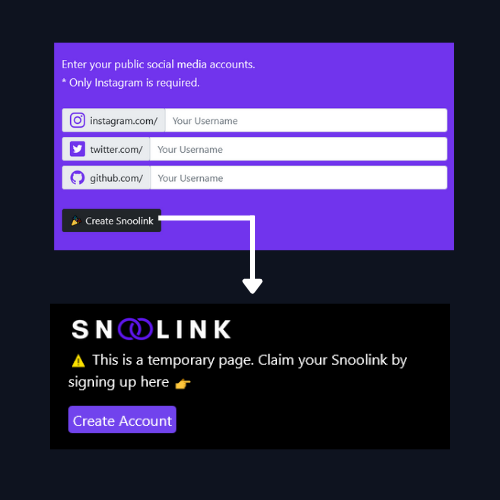 Enter your public social media accounts.
* Only Instagram is required.
instagram.com/ Your Username
twitter.com/ Your Username
github.com/ Your Username
🎉 Create Snoolink
SNOOLINK
⚠️ This is a temporary page. Claim your Snoolink by
signing up here 👉
Create Account